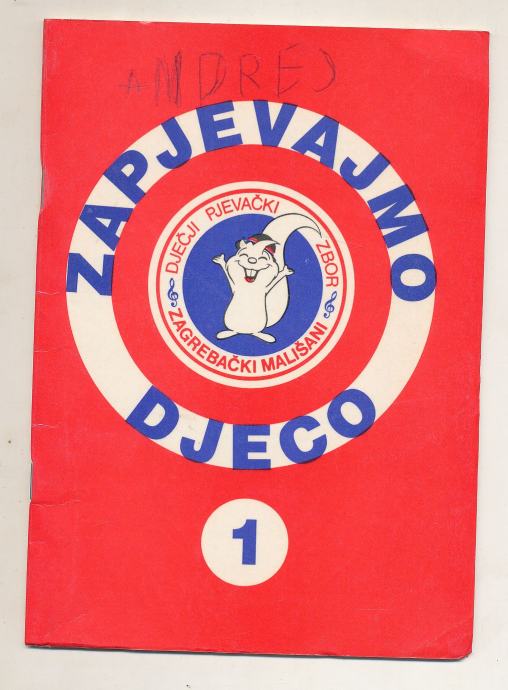 ANDREJ
ZAPJEVAJMO
DJEČJI PJEVAČKI ZBOR
ZAGREBAČKI MALIŠANI
DJECO
1